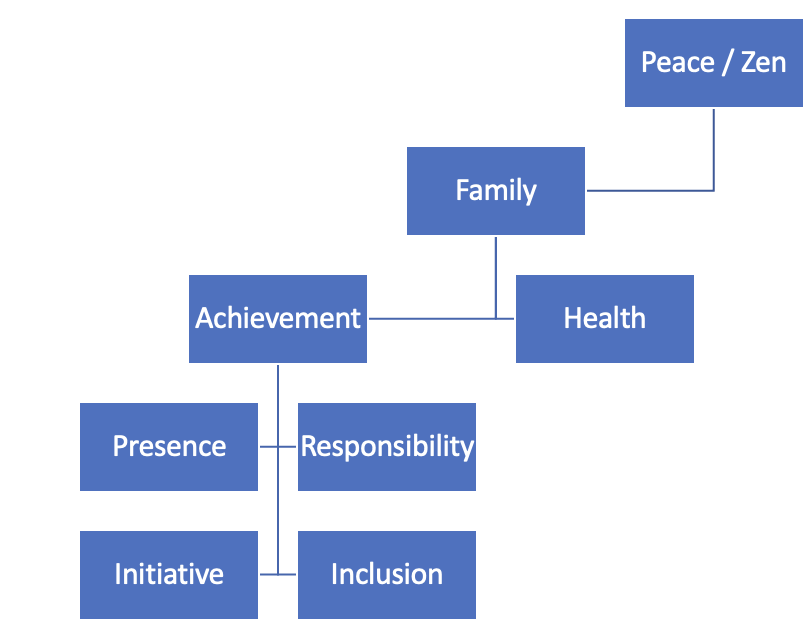 Peace / Zen
Family
Achievement
Health
Presence
Responsibility
Initiative
Inclusion